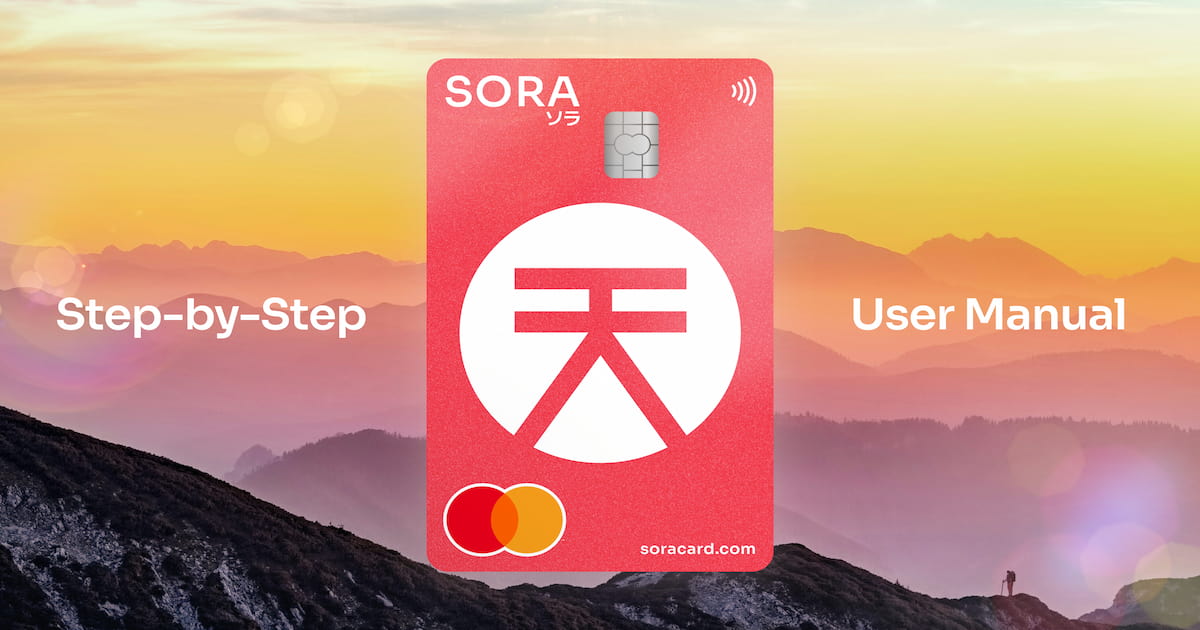 SORA
ソラ
天
Step-by-Step
User Manual
soracard.com